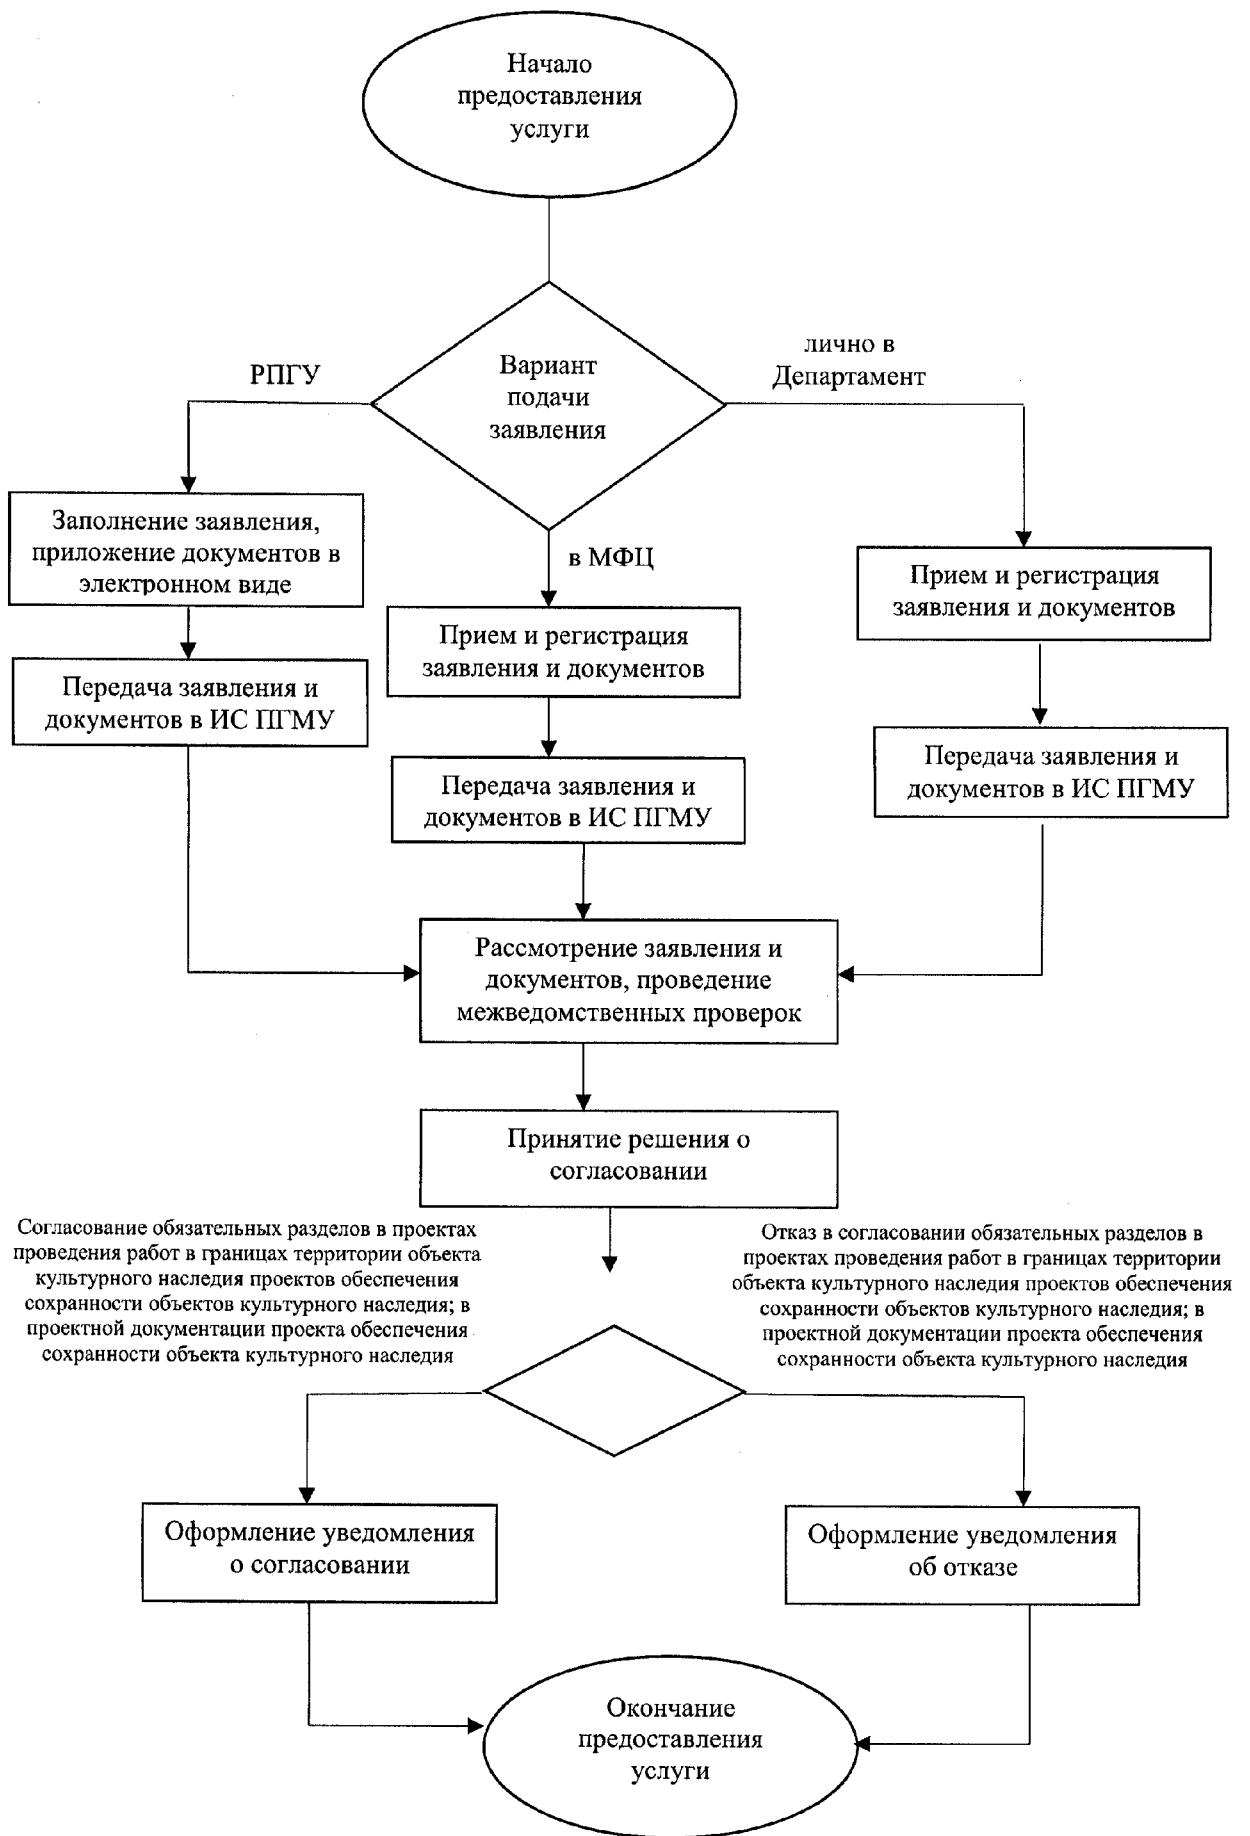 Начало
предоставления
услуги
Вариант
подачи
заявления
РПГУ
лично в
Департамент
в МФЦ
Заполнение заявления,
приложение документов в
электронном виде
Передача заявления и
документов в ИС ПГМУ
Прием и регистрация
заявления и документов
Передача заявления и
документов в ИС ПГМУ
Прием и регистрация
заявления и документов
Передача заявления и
документов в ИС ПГМУ
Рассмотрение заявления и
документов, проведение
межведомственных проверок
Принятие решения о
согласовании
Согласование обязательных разделов в проектах
проведения работ в границах территории объекта
культурного наследия проектов обеспечения
сохранности объектов культурного наследия; в
проектной документации проекта обеспечения
сохранности объекта культурного наследия
Отказ в согласовании обязательных разделов в
проектах проведения работ в границах территории
объекта культурного наследия проектов обеспечения
сохранности объектов культурного наследия; в
проектной документации проекта обеспечения
сохранности объекта культурного наследия
Оформление уведомления
о согласовании
Оформление уведомления
об отказе
Окончание
предоставления
услуги